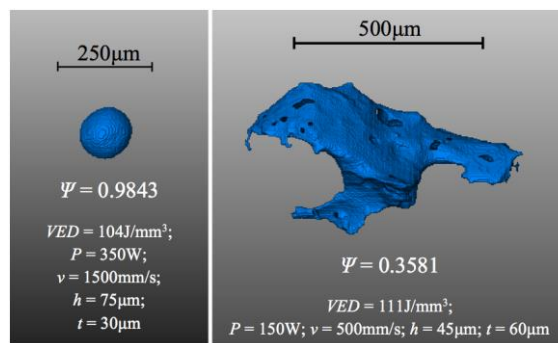 250μm
Ψ = 0.9843
VED = 104J/mm³;
P = 350W;
v = 1500mm/s;
h = 75μm;
t = 30μm
500μm
Ψ = 0.3581
VED = 111J/mm³;
P = 150W; v = 500mm/s; h = 45μm; t = 60μm